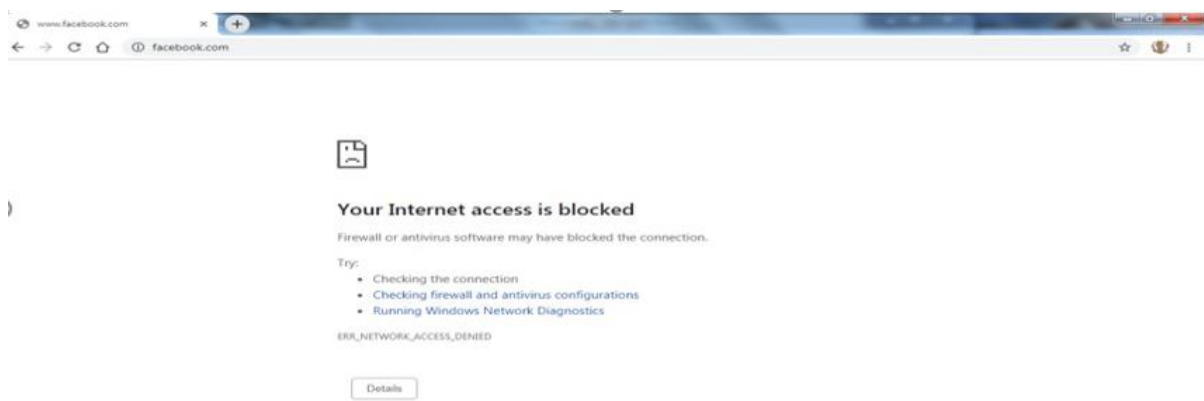 www.facebook.com
facebook.com
Your Internet access is blocked
Firewall or antivirus software may have blocked the connection.
Try:
• Checking the connection
• Checking firewall and antivirus configurations
• Running Windows Network Diagnostics
ERR_NETWORK_ACCESS_DENIED
Details